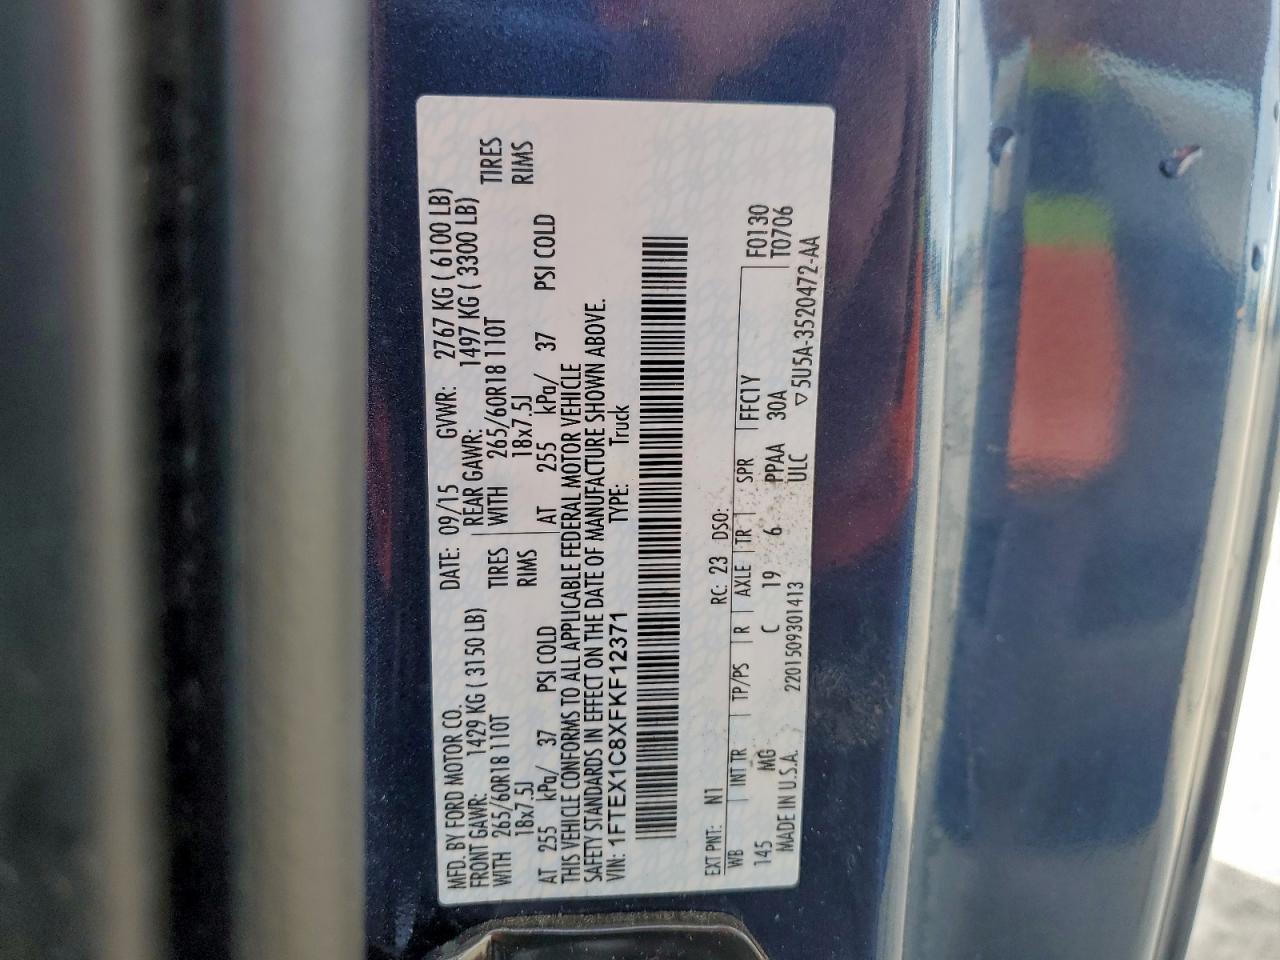 MFD. BY FORD MOTOR CO. DATE: 09/15 GVWR: 2767 KG ( 6100 LB)
FRONT GAWR: 1429 KG ( 3150 LB) REAR GAWR: 1497 KG ( 3300 LB)
WITH 265/60R18 110T TIRES WITH 265/60R18 110T TIRES
18x7.5J RIMS 18x7.5J RIMS
AT 255 kPa/ 37 PSI COLD AT 255 kPa/ 37 PSI COLD
THIS VEHICLE CONFORMS TO ALL APPLICABLE FEDERAL MOTOR VEHICLE
SAFETY STANDARDS IN EFFECT ON THE DATE OF MANUFACTURE SHOWN ABOVE.
VIN: 1FTEX1C8XFKF12371 TYPE: Truck
EXT PNT: N1 RC: 23 DSO: F0130
WB INT TR TP/PS R AXLE TR SPR FFC1Y T0706
145 MG C 19 6 PPAA 30A
ULC
MADE IN U.S.A. 2201509301413 ▽5U5A-3520472-AA